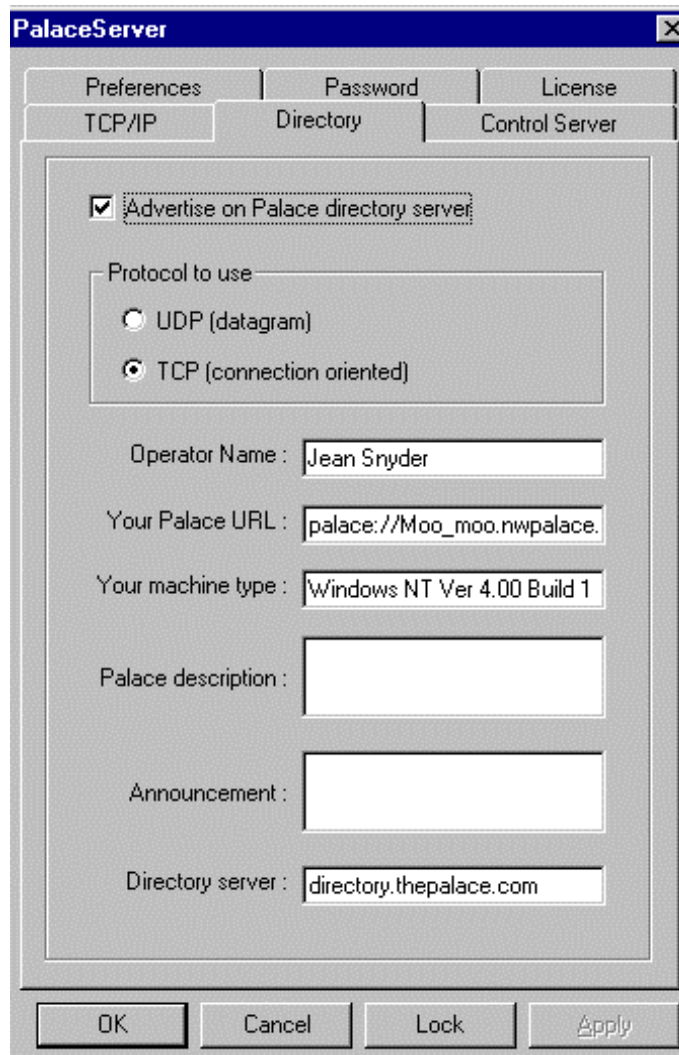 PalaceServer
Preferences Password License
TCP/IP Directory Control Server
Advertise on Palace directory server
Protocol to use
UDP (datagram)
TCP (connection oriented)
Operator Name : Jean Snyder
Your Palace URL : palace://Moo_moo.nwpalace.
Your machine type : Windows NT Ver 4.00 Build 1
Palace description :
Announcement :
Directory server : directory.thepalace.com
OK Cancel Lock Apply